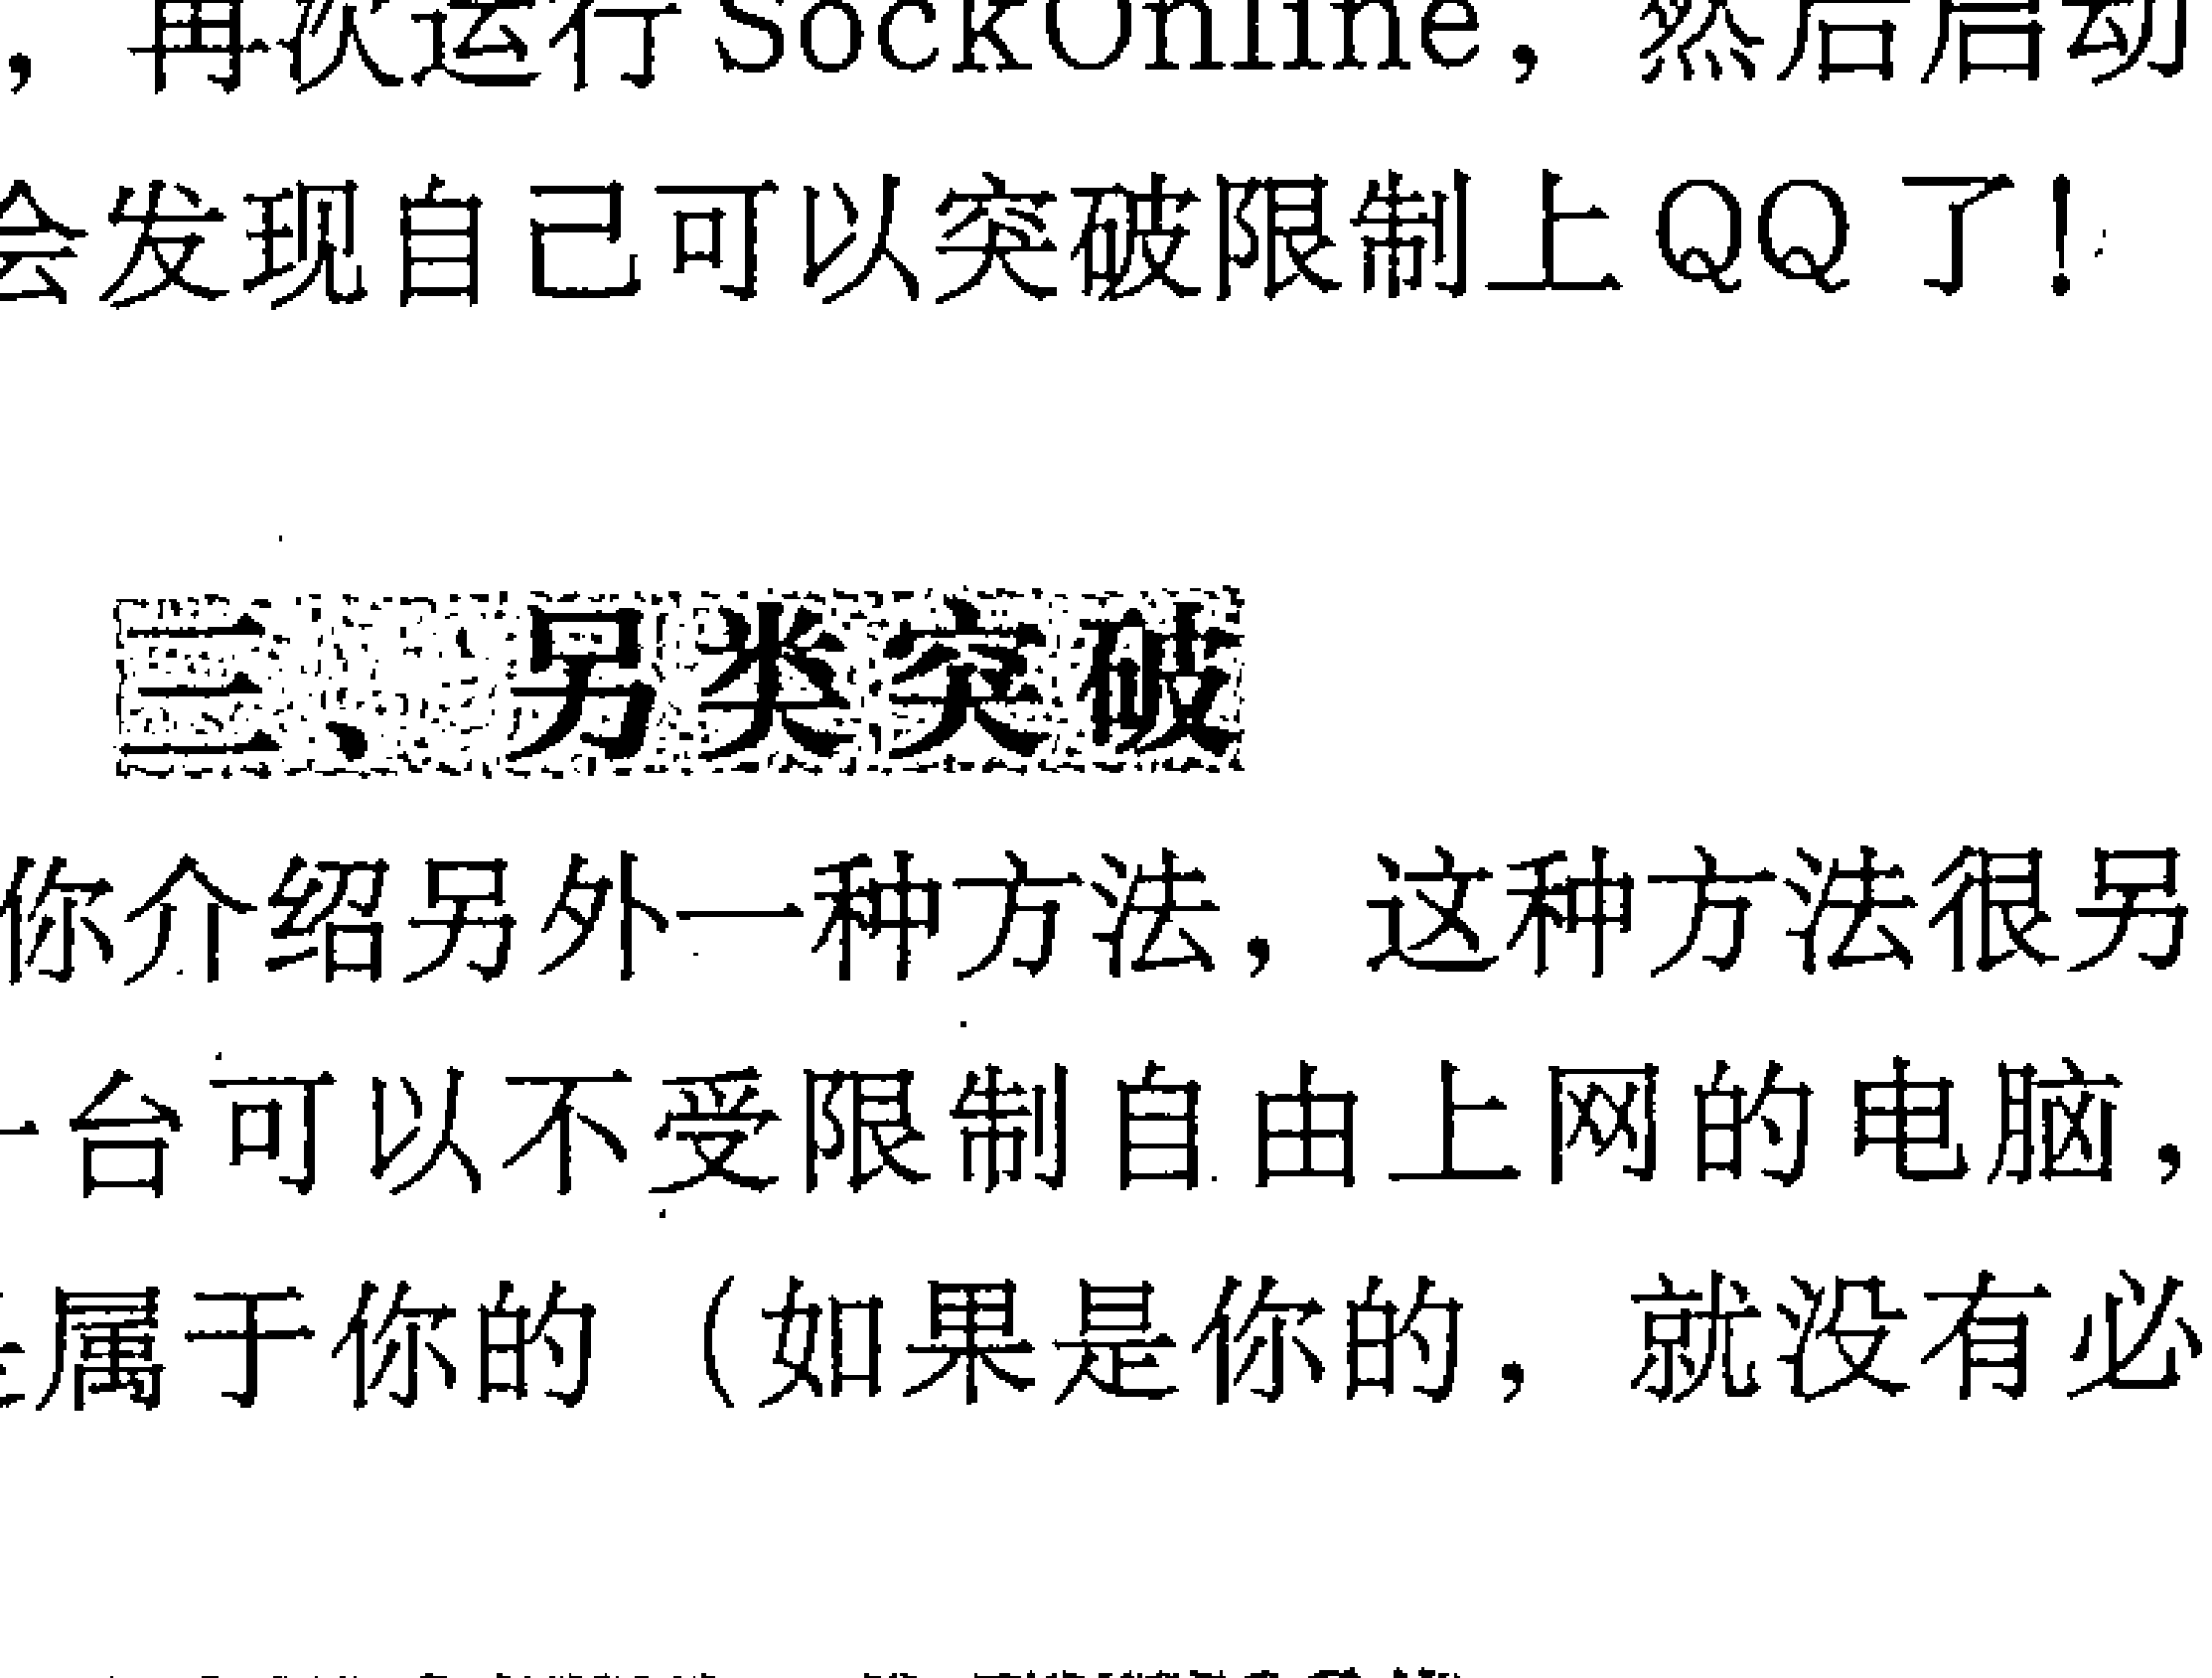 ，再次运行SockOnline，然后启动
会发现自己可以突破限制上QQ了！
三、另类突破
你介绍另外一种方法，这种方法很另
一台可以不受限制自由上网的电脑，
属于你的（如果是你的，就没有必